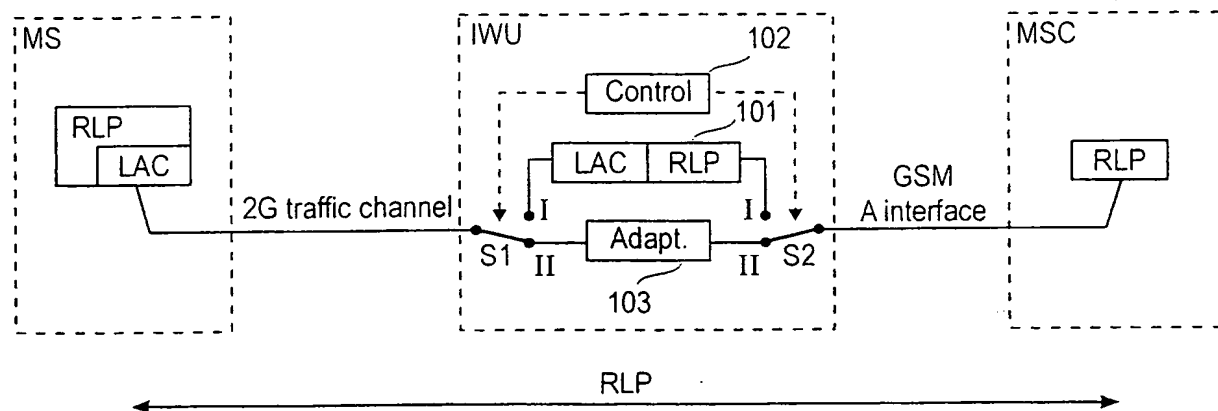 MS
IWU
MSC
102
Control
101
RLP
LAC
LAC RLP
RLP
GSM
A interface
2G traffic channel
I
I
S1
Adapt.
S2
II
II
103
RLP